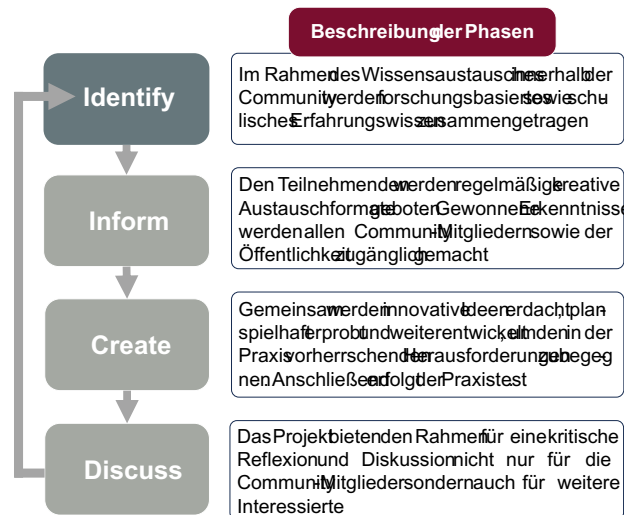 Beschreibung der Phasen
Identify
Im Rahmen des Wissensaustausches innerhalb der
Community werden forschungsbasiertes sowie schu-
lisches Erfahrungswissen zusammengetragen
Inform
Den Teilnehmenden werden regelmäßig kreative
Austauschformate geboten. Gewonnene Erkenntnisse
werden allen Community-Mitgliedern sowie der
Öffentlichkeit zugänglich gemacht.
Create
Gemeinsam werden innovative Ideen erdacht, plan-
spielhaft erprobt und weiterentwickelt, um den in der
Praxis vorherrschenden Herausforderungen zu begeg-
nen. Anschließend erfolgt der Praxistest.
Discuss
Das Projekt bietet den Rahmen für eine kritische
Reflexion und Diskussion nicht nur für die
Community-Mitglieder sondern auch für weitere
Interessierte